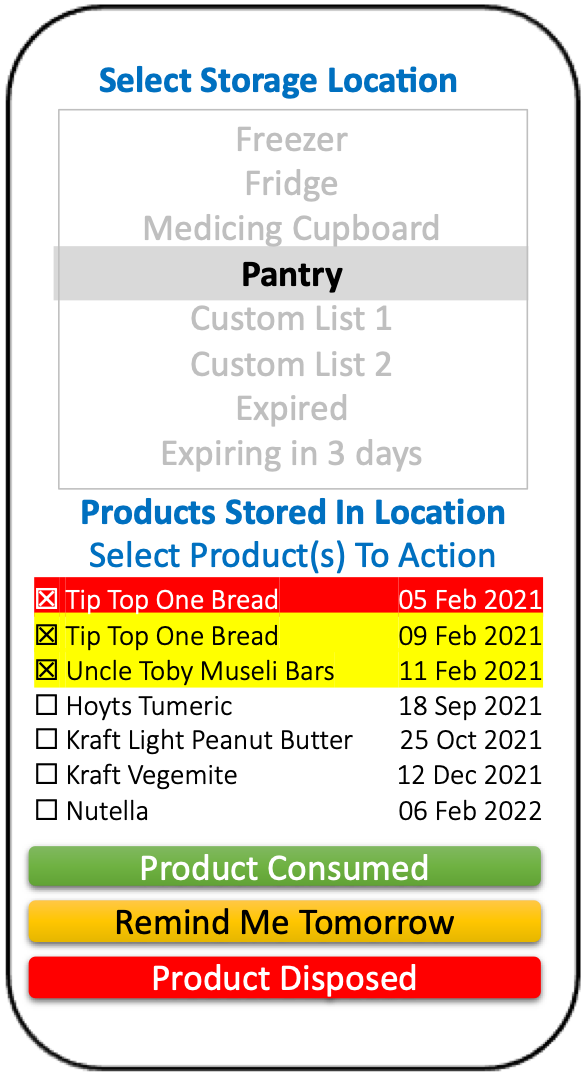 Select Storage Location
Freezer
Fridge
Medicing Cupboard
Pantry
Custom List 1
Custom List 2
Expired
Expiring in 3 days
Products Stored In Location
Select Product(s) To Action
☒ Tip Top One Bread 05 Feb 2021
☒ Tip Top One Bread 09 Feb 2021
☒ Uncle Toby Museli Bars 11 Feb 2021
☐ Hoyts Tumeric 18 Sep 2021
☐ Kraft Light Peanut Butter 25 Oct 2021
☐ Kraft Vegemite 12 Dec 2021
☐ Nutella 06 Feb 2022
Product Consumed
Remind Me Tomorrow
Product Disposed